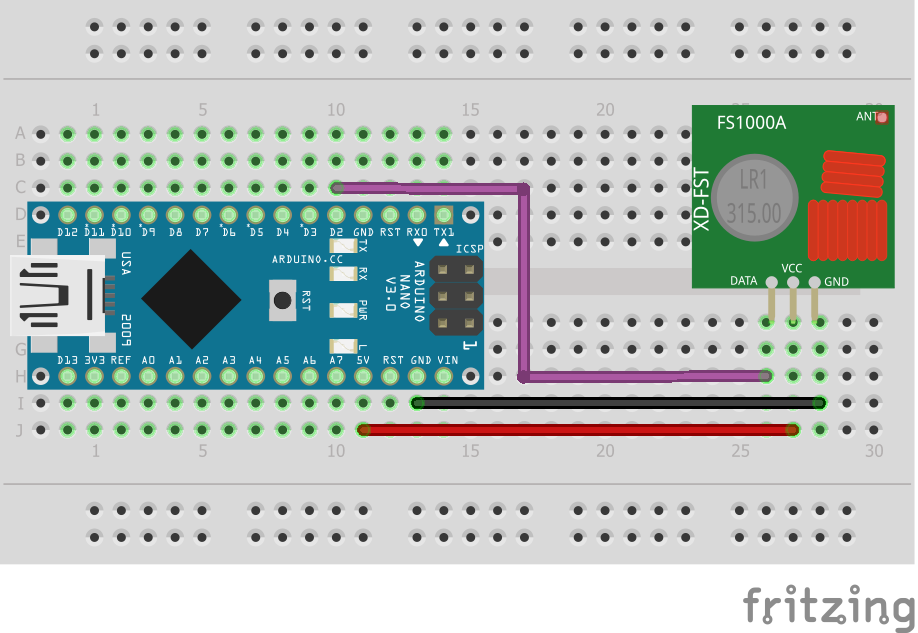 1 5 10 15 20 25 30
A
B
C
D
E
G
H
I
J
FS1000A
ANT
XD-FST
LR1
315.00
DATA
VCC
GND
D12 D11 D10 D9 D8 D7 D6 D5 D4 D3 D2 GND RST RX0 TX1
USA
2009
ARDUINO.CC
RST
TX
RX
PWR
L
ARDUINO
NANO
V3.0
ICSP
1
D13 3V3 REF A0 A1 A2 A3 A4 A5 A6 A7 5V RST GND VIN
1 5 10 15 20 25 30
fritzing